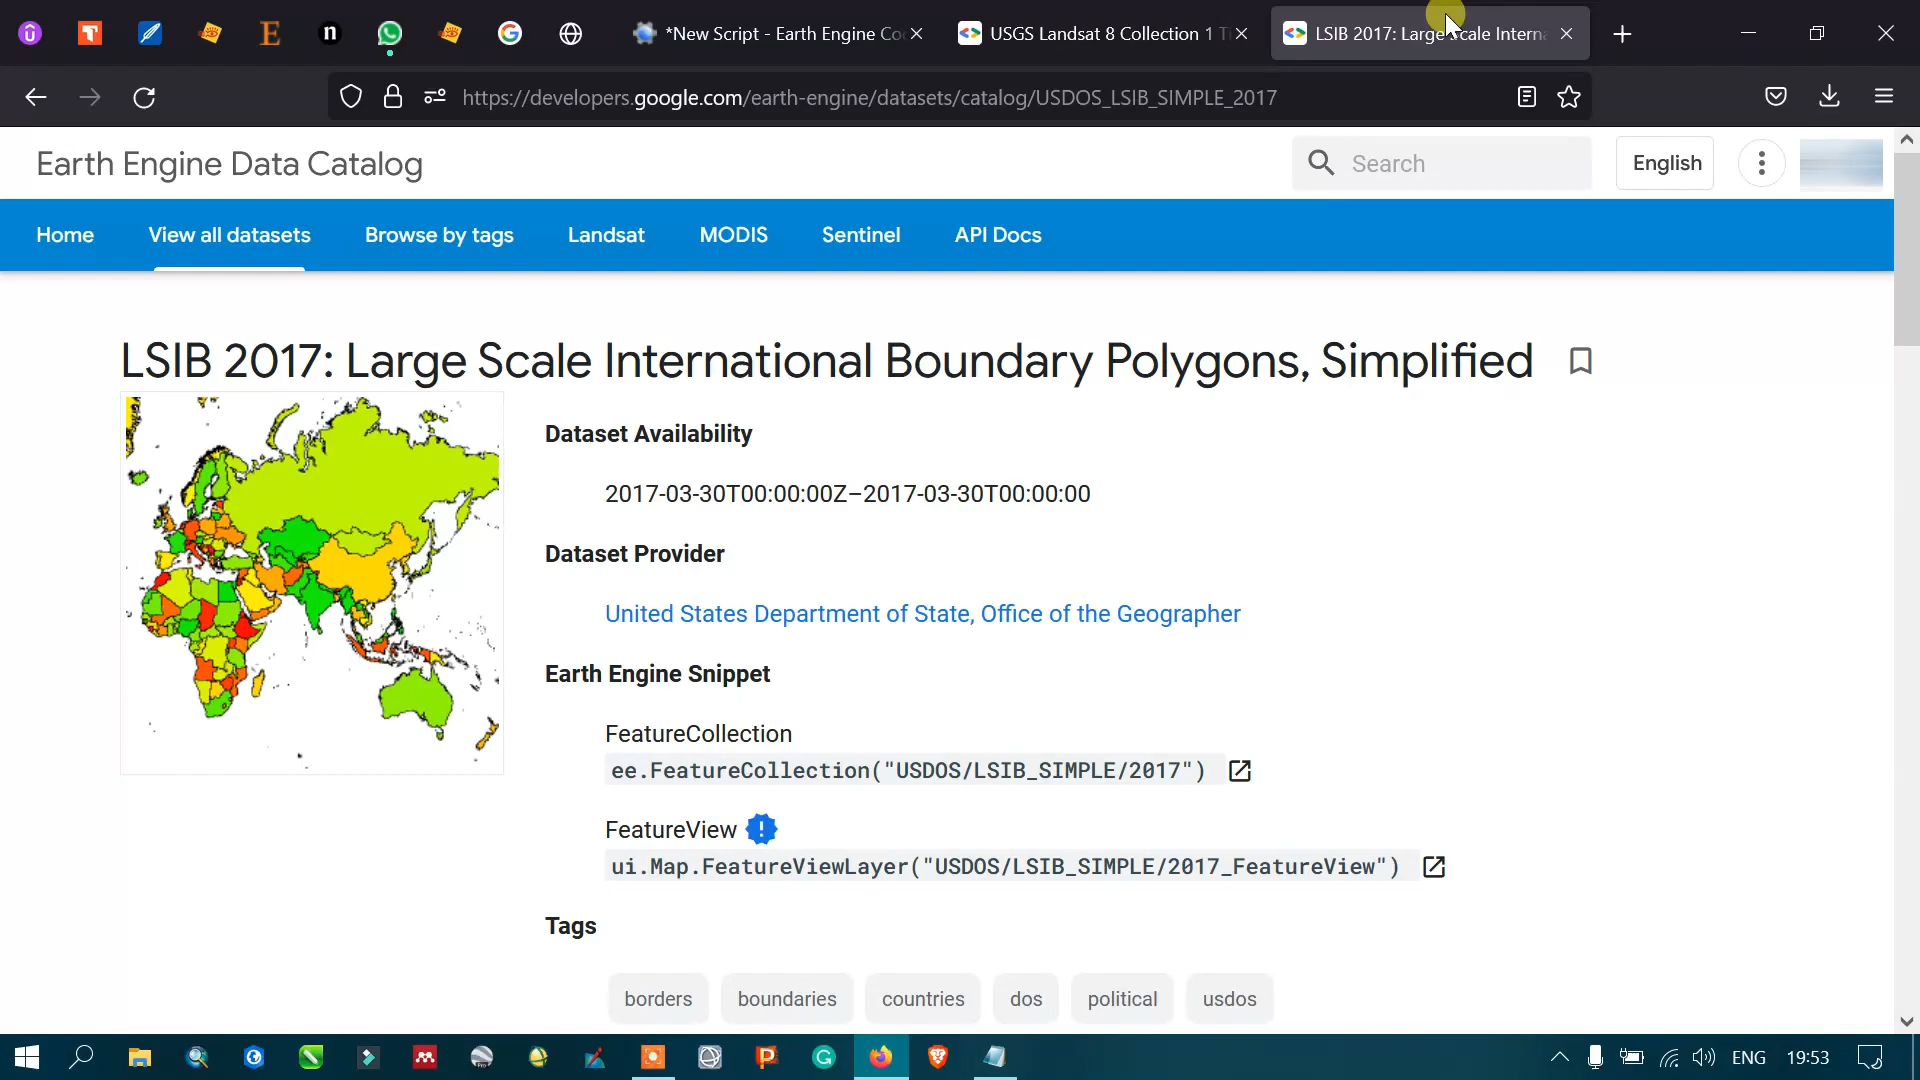 *New Script - Earth Engine Co
USGS Landsat 8 Collection 1 T
LSIB 2017: Large Scale Interna
https://developers.google.com/earth-engine/datasets/catalog/USDOS_LSIB_SIMPLE_2017
Earth Engine Data Catalog
Search
English
Home
View all datasets
Browse by tags
Landsat
MODIS
Sentinel
API Docs
LSIB 2017: Large Scale International Boundary Polygons, Simplified
Dataset Availability
2017-03-30T00:00:00Z–2017-03-30T00:00:00
Dataset Provider
United States Department of State, Office of the Geographer
Earth Engine Snippet
FeatureCollection
ee.FeatureCollection("USDOS/LSIB_SIMPLE/2017")
FeatureView
ui.Map.FeatureViewLayer("USDOS/LSIB_SIMPLE/2017_FeatureView")
Tags
borders
boundaries
countries
dos
political
usdos
ENG
19:53